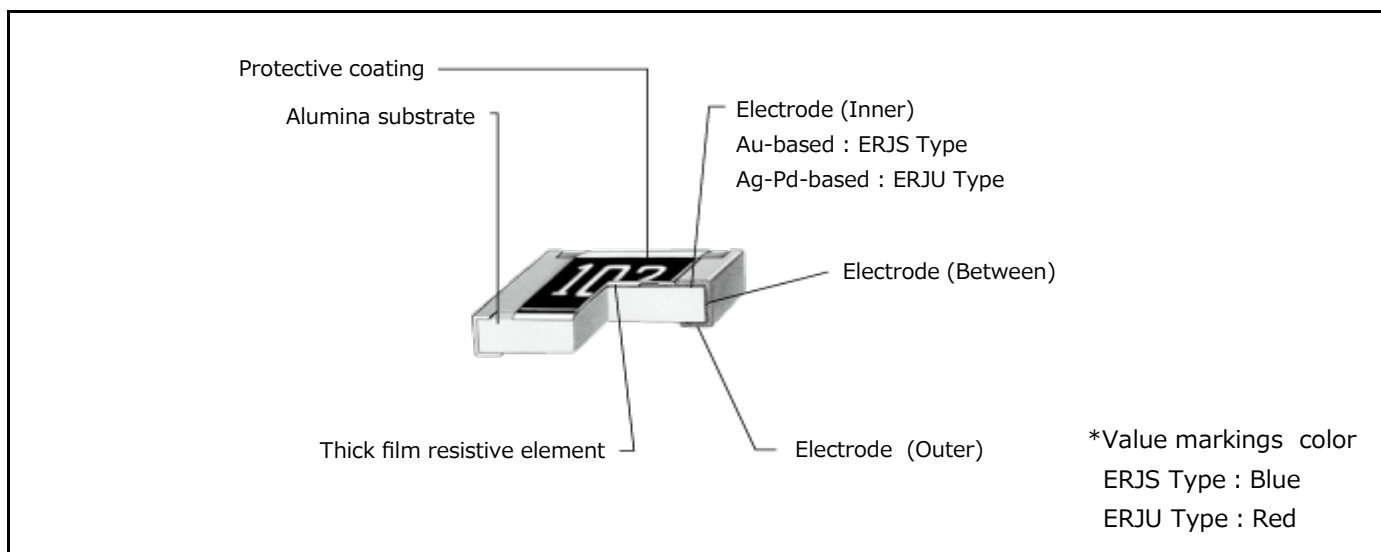 Protective coating
Alumina substrate
Electrode (Inner)
Au-based : ERJS Type
Ag-Pd-based : ERJU Type
102
Electrode (Between)
Thick film resistive element
Electrode (Outer)
*Value markings color
ERJS Type : Blue
ERJU Type : Red